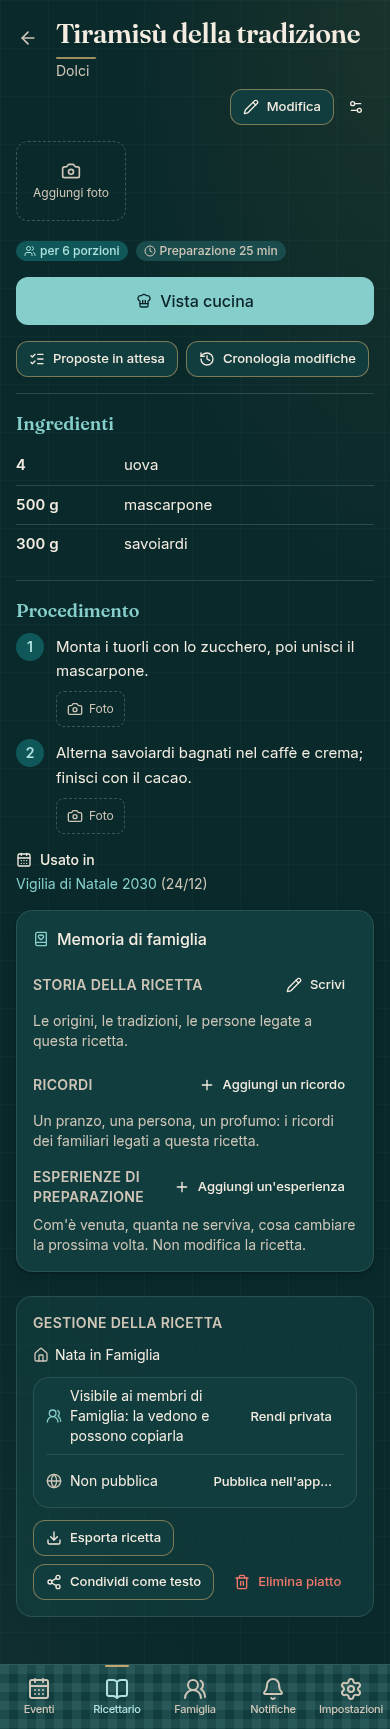 Tiramisù della tradizione
Dolci
Modifica
Aggiungi foto
per 6 porzioni
Preparazione 25 min
Vista cucina
Proposte in attesa
Cronologia modifiche
Ingredienti
4 uova
500 g mascarpone
300 g savoiardi
Procedimento
1 Monta i tuorli con lo zucchero, poi unisci il
mascarpone.
Foto
2 Alterna savoiardi bagnati nel caffè e crema;
finisci con il cacao.
Foto
Usato in
Vigilia di Natale 2030 (24/12)
Memoria di famiglia
STORIA DELLA RICETTA
Scrivi
Le origini, le tradizioni, le persone legate a
questa ricetta.
RICORDI
Aggiungi un ricordo
Un pranzo, una persona, un profumo: i ricordi
dei familiari legati a questa ricetta.
ESPERIENZE DI
PREPARAZIONE
Aggiungi un'esperienza
Com'è venuta, quanta ne serviva, cosa cambiare
la prossima volta. Non modifica la ricetta.
GESTIONE DELLA RICETTA
Nata in Famiglia
Visibile ai membri di
Famiglia: la vedono e
possono copiarla
Rendi privata
Non pubblica
Pubblica nell'app...
Esporta ricetta
Condividi come testo
Elimina piatto
Eventi
Ricettario
Famiglia
Notifiche
Impostazioni